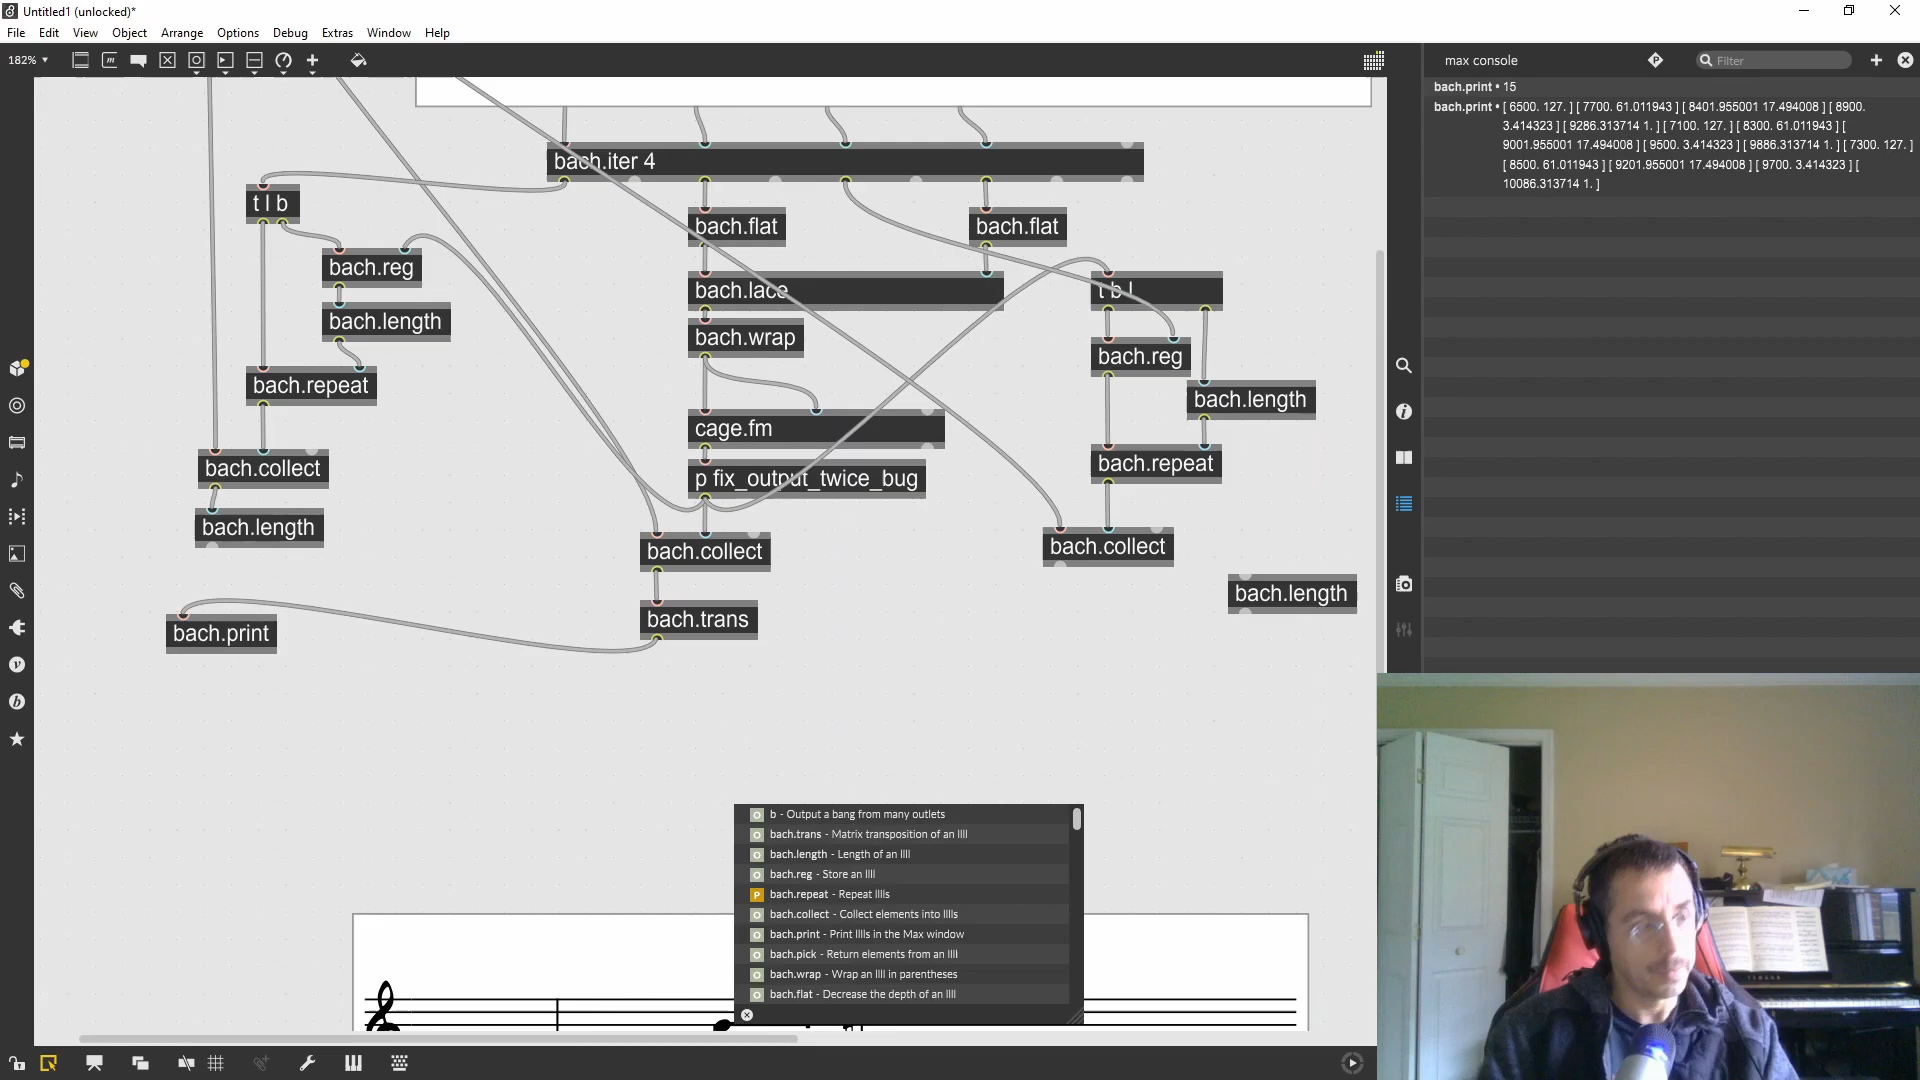 Untitled1 (unlocked)*
File Edit View Object Arrange Options Debug Extras Window Help
182%
max console
Filter
bach.print • 15
bach.print • [ 6500. 127. ] [ 7700. 61.011943 ] [ 8401.955001 17.494008 ] [ 8900.
3.414323 ] [ 9286.313714 1. ] [ 7100. 127. ] [ 8300. 61.011943 ] [
9001.955001 17.494008 ] [ 9500. 3.414323 ] [ 9886.313714 1. ] [ 7300. 127. ]
[ 8500. 61.011943 ] [ 9201.955001 17.494008 ] [ 9700. 3.414323 ] [
10086.313714 1. ]
bach.iter 4
t l b
bach.flat
bach.flat
bach.reg
bach.lace
t b l
bach.length
bach.wrap
bach.reg
bach.repeat
bach.length
cage.fm
bach.collect
p fix_output_twice_bug
bach.repeat
bach.length
bach.collect
bach.collect
bach.length
bach.trans
bach.print
b - Output a bang from many outlets
bach.trans - Matrix transposition of an llll
bach.length - Length of an llll
bach.reg - Store an llll
bach.repeat - Repeat lllls
bach.collect - Collect elements into lllls
bach.print - Print lllls in the Max window
bach.pick - Return elements from an llll
bach.wrap - Wrap an llll in parentheses
bach.flat - Decrease the depth of an llll